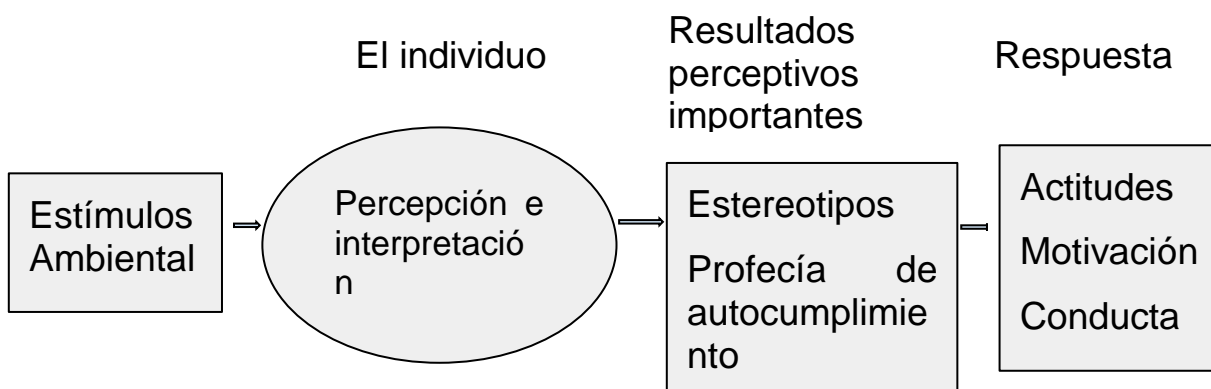 El individuo
Resultados
perceptivos
importantes
Respuesta
Estímulos
Ambiental
Percepción e
interpretació
n
Estereotipos
Profecía de
autocumplimie
nto
Actitudes
Motivación
Conducta